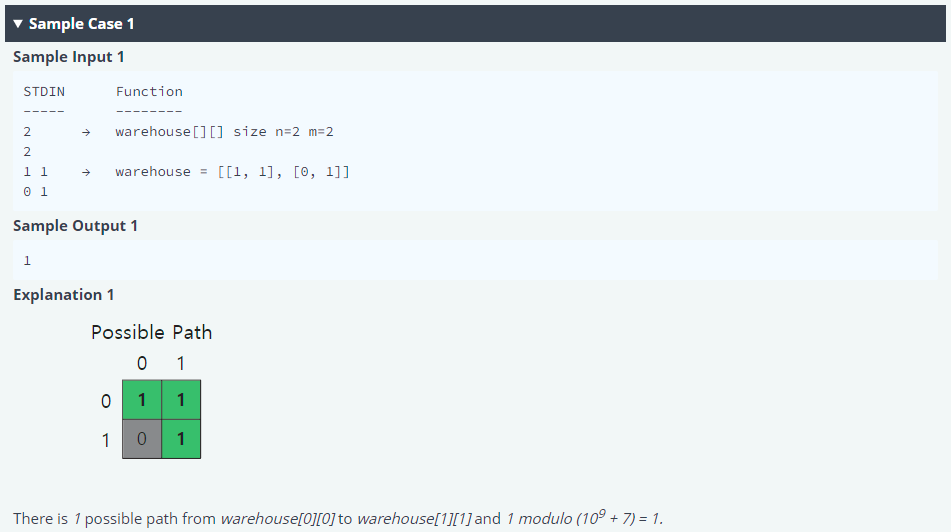 ▼ Sample Case 1
Sample Input 1
STDIN Function
----- --------
2 → warehouse[][] size n=2 m=2
2
1 1 → warehouse = [[1, 1], [0, 1]]
0 1
Sample Output 1
1
Explanation 1
Possible Path
0 1
0 1 1
1 0 1
There is 1 possible path from warehouse[0][0] to warehouse[1][1] and 1 modulo (10⁹ + 7) = 1.